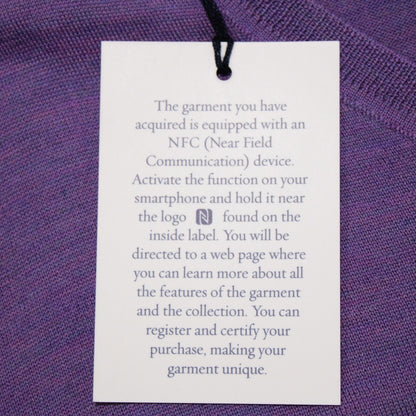 The garment you have
acquired is equipped with an
NFC (Near Field
Communication) device.
Activate the function on your
smartphone and hold it near
the logo N found on the
inside label. You will be
directed to a web page where
you can learn more about all
the features of the garment
and the collection. You can
register and certify your
purchase, making your
garment unique.